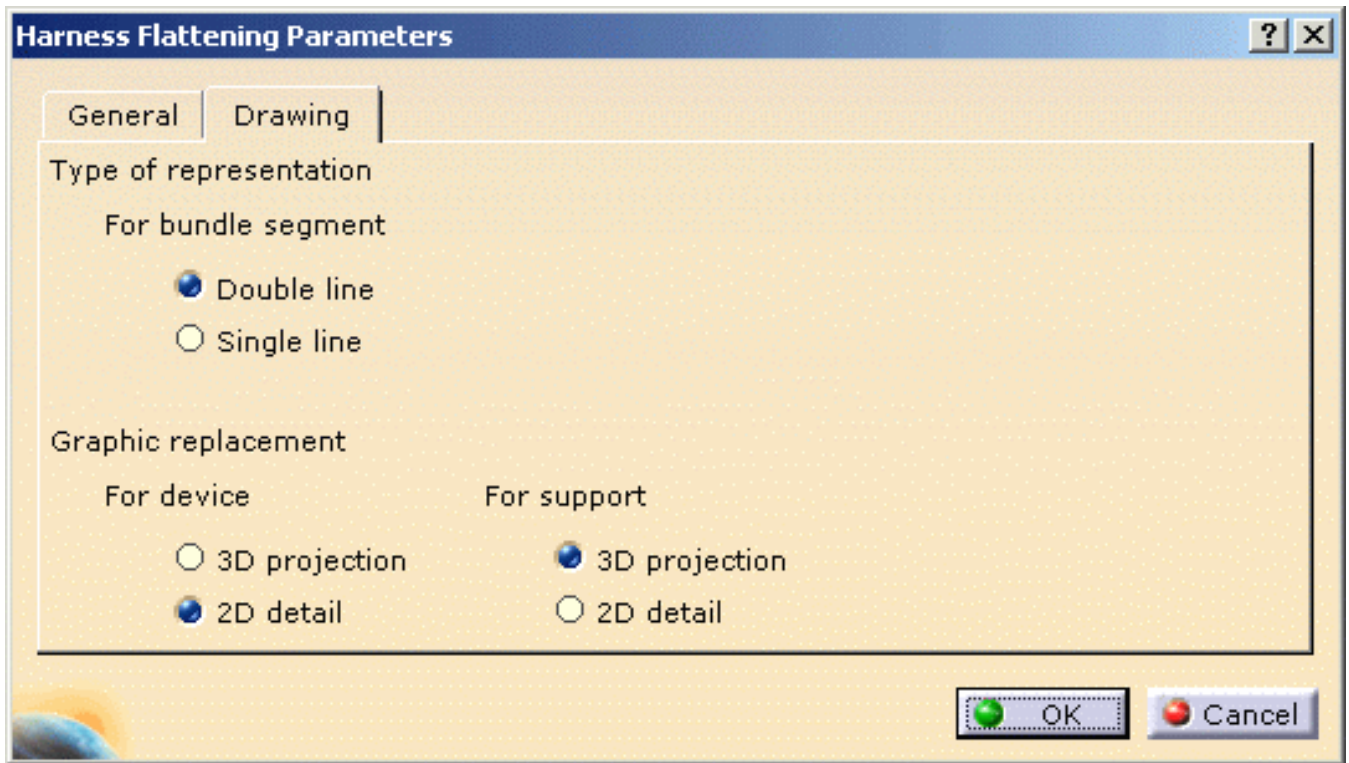 Harness Flattening Parameters ?
General Drawing
Type of representation
For bundle segment
Double line
Single line
Graphic replacement
For device For support
3D projection 3D projection
2D detail 2D detail
OK Cancel